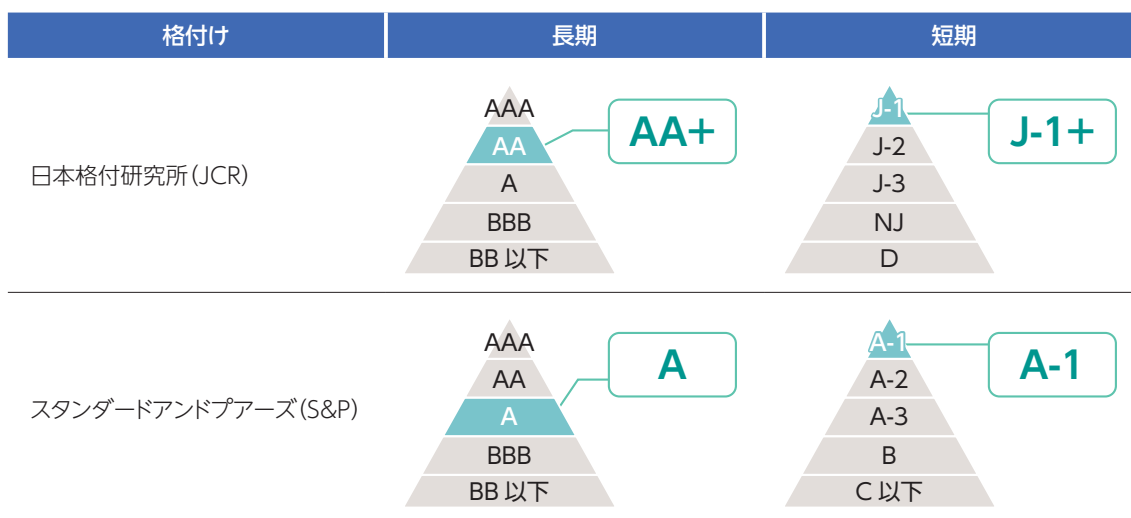 格付け
長期
短期
日本格付研究所(JCR)
AAA
AA
A
BBB
BB 以下
AA+
J-1
J-2
J-3
NJ
D
J-1+
スタンダードアンドプアーズ(S&P)
AAA
AA
A
BBB
BB 以下
A
A-1
A-2
A-3
B
C 以下
A-1